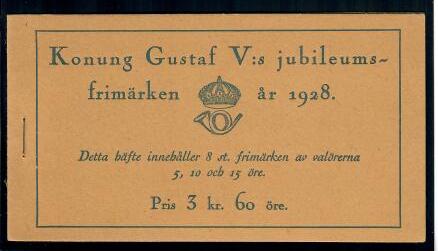 Konung Gustaf V:s jubileums-
frimärken år 1928.
Detta häfte innehåller 8 st. frimärken av valörerna
5, 10 och 15 öre.
Pris 3 kr. 60 öre.